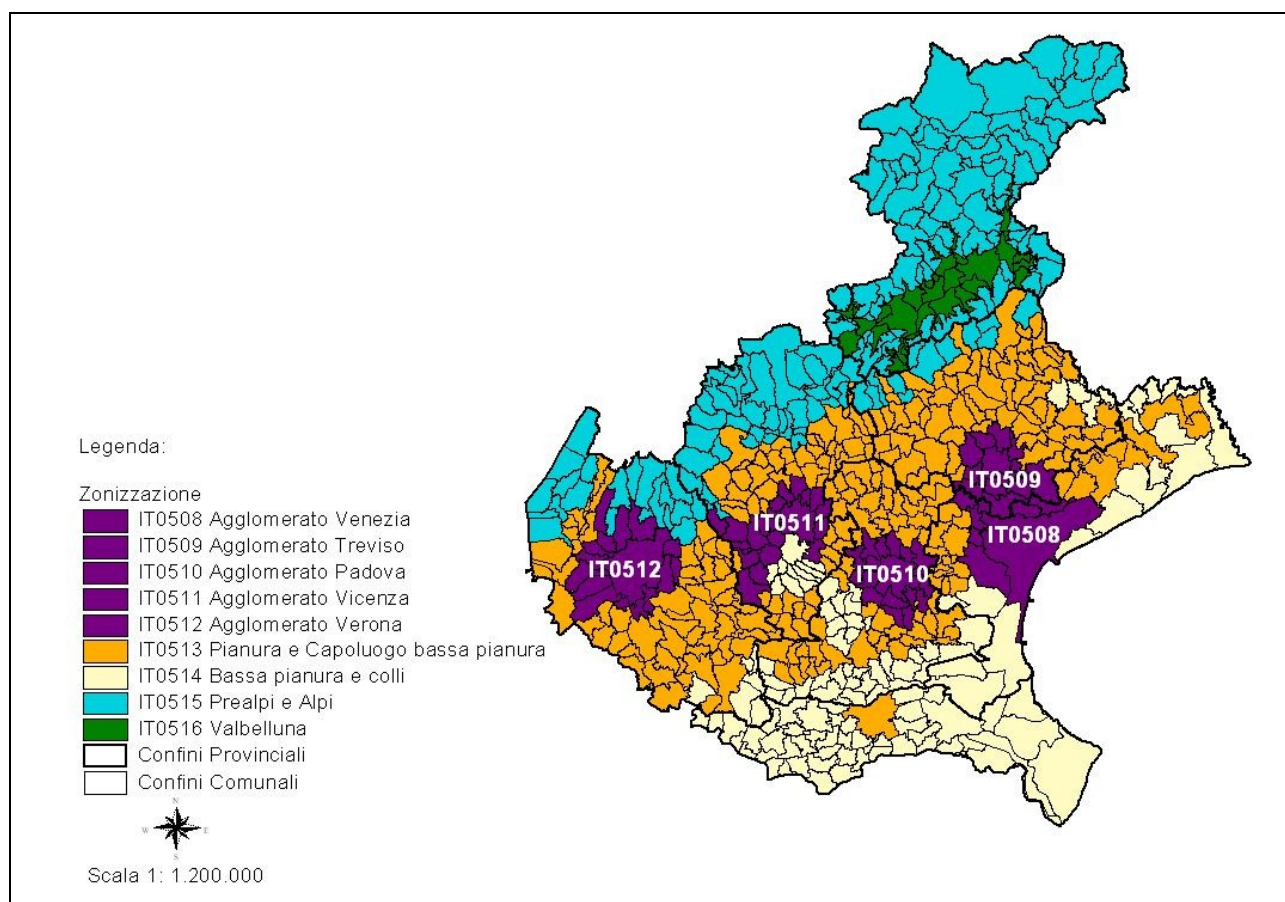 IT0509
IT0511
IT0508
IT0512
IT0510
Legenda:
Zonizzazione
IT0508 Agglomerato Venezia
IT0509 Agglomerato Treviso
IT0510 Agglomerato Padova
IT0511 Agglomerato Vicenza
IT0512 Agglomerato Verona
IT0513 Pianura e Capoluogo bassa pianura
IT0514 Bassa pianura e colli
IT0515 Prealpi e Alpi
IT0516 Valbelluna
Confini Provinciali
Confini Comunali
N
W E
S
Scala 1: 1.200.000